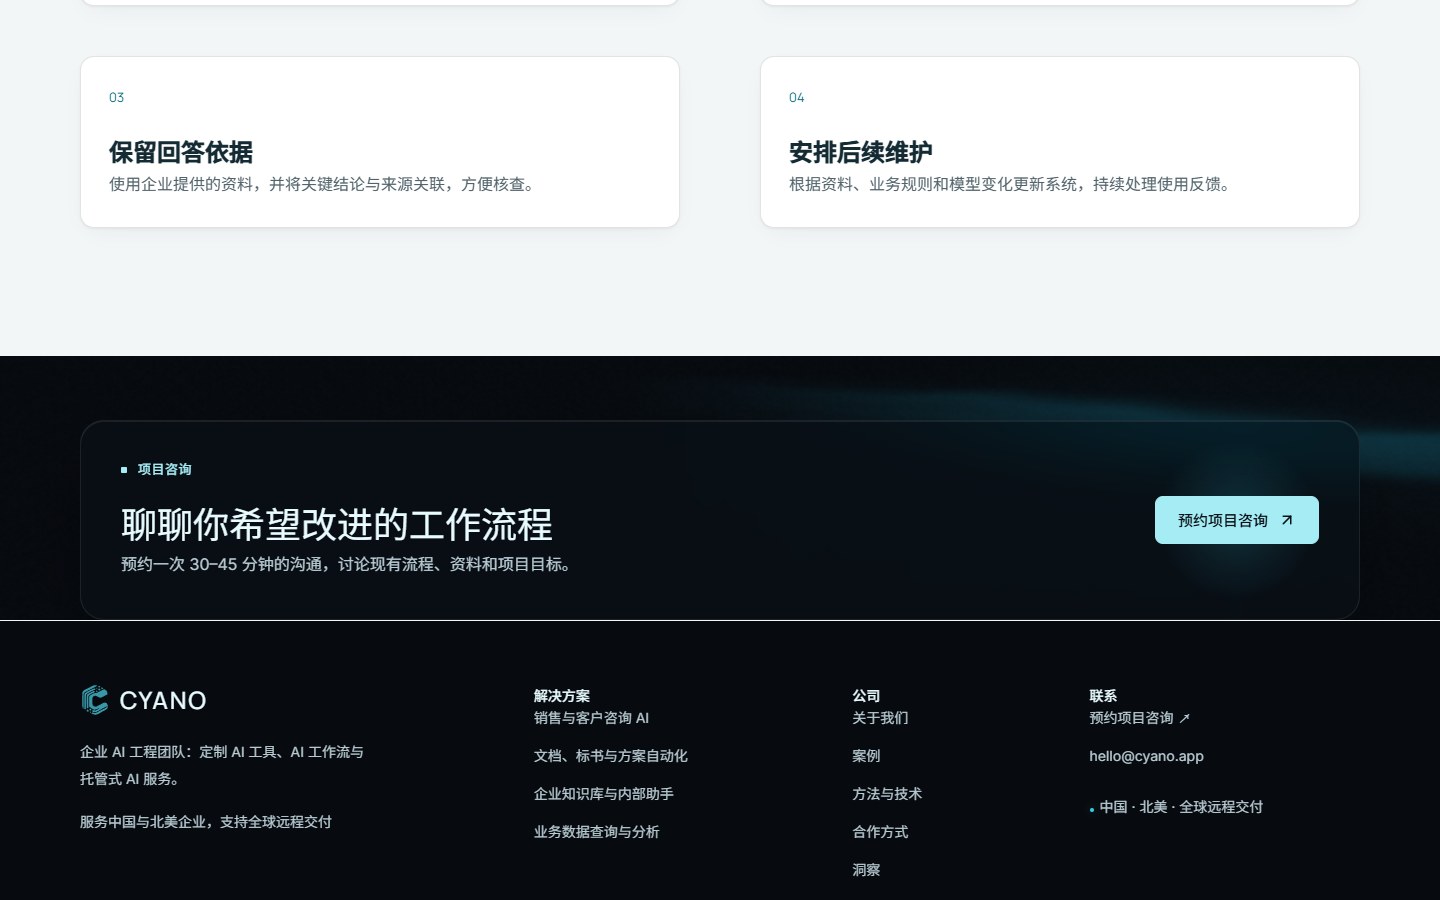 03
保留回答依据
使用企业提供的资料，并将关键结论与来源关联，方便核查。
04
安排后续维护
根据资料、业务规则和模型变化更新系统，持续处理使用反馈。
项目咨询
聊聊你希望改进的工作流程
预约一次 30–45 分钟的沟通，讨论现有流程、资料和项目目标。
预约项目咨询
CYANO
企业 AI 工程团队：定制 AI 工具、AI 工作流与
托管式 AI 服务。
服务中国与北美企业，支持全球远程交付
解决方案
销售与客户咨询 AI
文档、标书与方案自动化
企业知识库与内部助手
业务数据查询与分析
公司
关于我们
案例
方法与技术
合作方式
洞察
联系
预约项目咨询 ↗
hello@cyano.app
中国 · 北美 · 全球远程交付